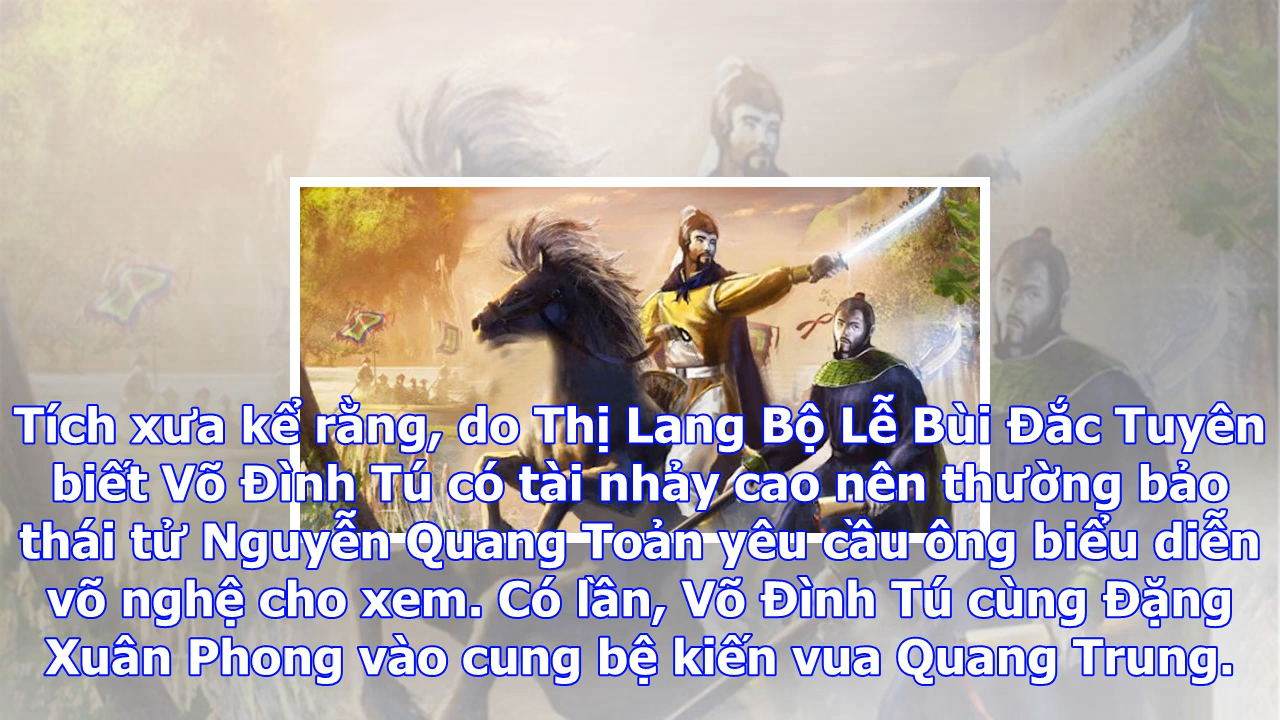 Tích xưa kể rằng, do Thị Lang Bộ Lễ Bùi Đắc Tuyên
biết Võ Đình Tú có tài nhảy cao nên thường bảo
thái tử Nguyễn Quang Toản yêu cầu ông biểu diễn
võ nghệ cho xem. Có lần, Võ Đình Tú cùng Đặng
Xuân Phong vào cung bệ kiến vua Quang Trung.